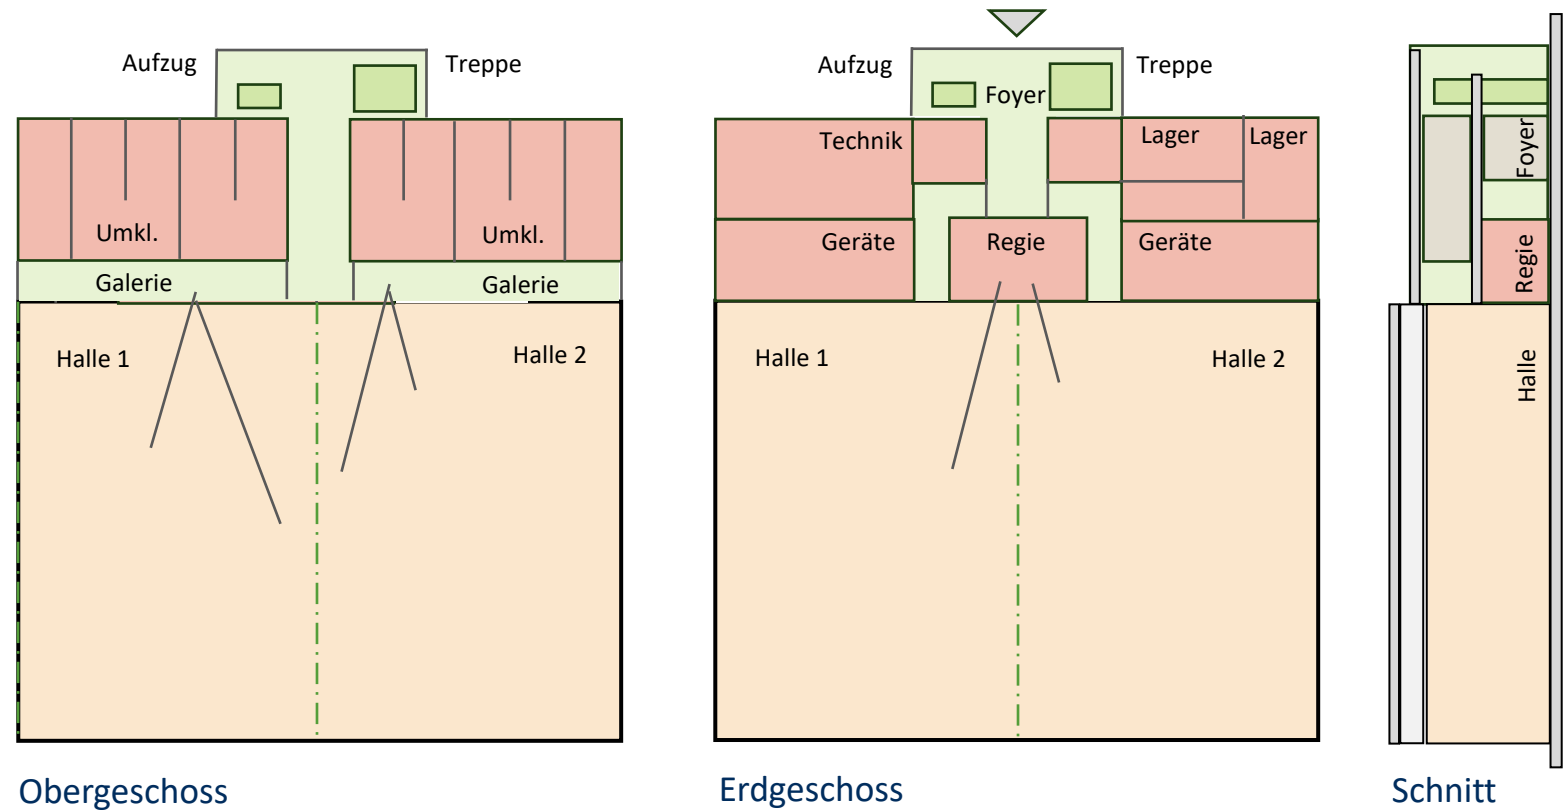 Aufzug
Treppe
Umkl.
Umkl.
Galerie
Galerie
Halle 1
Halle 2
Obergeschoss
Aufzug
Treppe
Foyer
Technik
Lager
Lager
Geräte
Regie
Geräte
Halle 1
Halle 2
Erdgeschoss
Foyer
Regie
Halle
Schnitt